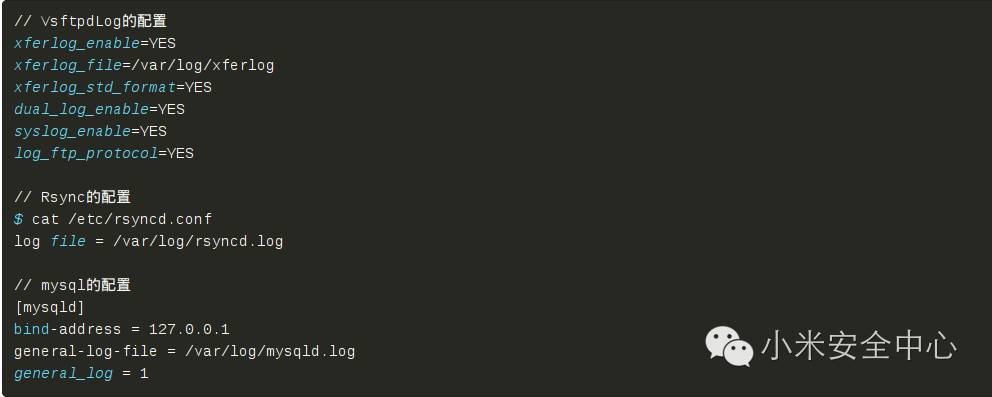 // VsftpdLog的配置
xferlog_enable=YES
xferlog_file=/var/log/xferlog
xferlog_std_format=YES
dual_log_enable=YES
syslog_enable=YES
log_ftp_protocol=YES
// Rsync的配置
$ cat /etc/rsyncd.conf
log file = /var/log/rsyncd.log
// mysql的配置
[mysqld]
bind-address = 127.0.0.1
general-log-file = /var/log/mysqld.log
general_log = 1
小米安全中心